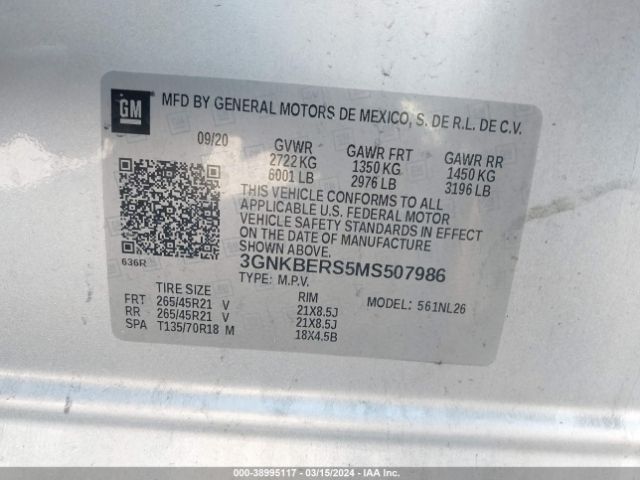 GM
MFD BY GENERAL MOTORS DE MEXICO, S. DE R.L. DE C.V.
09/20 GVWR GAWR FRT GAWR RR
2722 KG 1350 KG 1450 KG
6001 LB 2976 LB 3196 LB
THIS VEHICLE CONFORMS TO ALL
APPLICABLE U.S. FEDERAL MOTOR
VEHICLE SAFETY STANDARDS IN EFFECT
ON THE DATE OF MANUFACTURE
SHOWN ABOVE.
3GNKBERS5MS507986
636R
TYPE: M.P.V.
MODEL: 561NL26
TIRE SIZE RIM
FRT 265/45R21 V 21X8.5J
RR 265/45R21 V 21X8.5J
SPA T135/70R18 M 18X4.5B
000-38995117 - 03/15/2024 - IAA Inc.